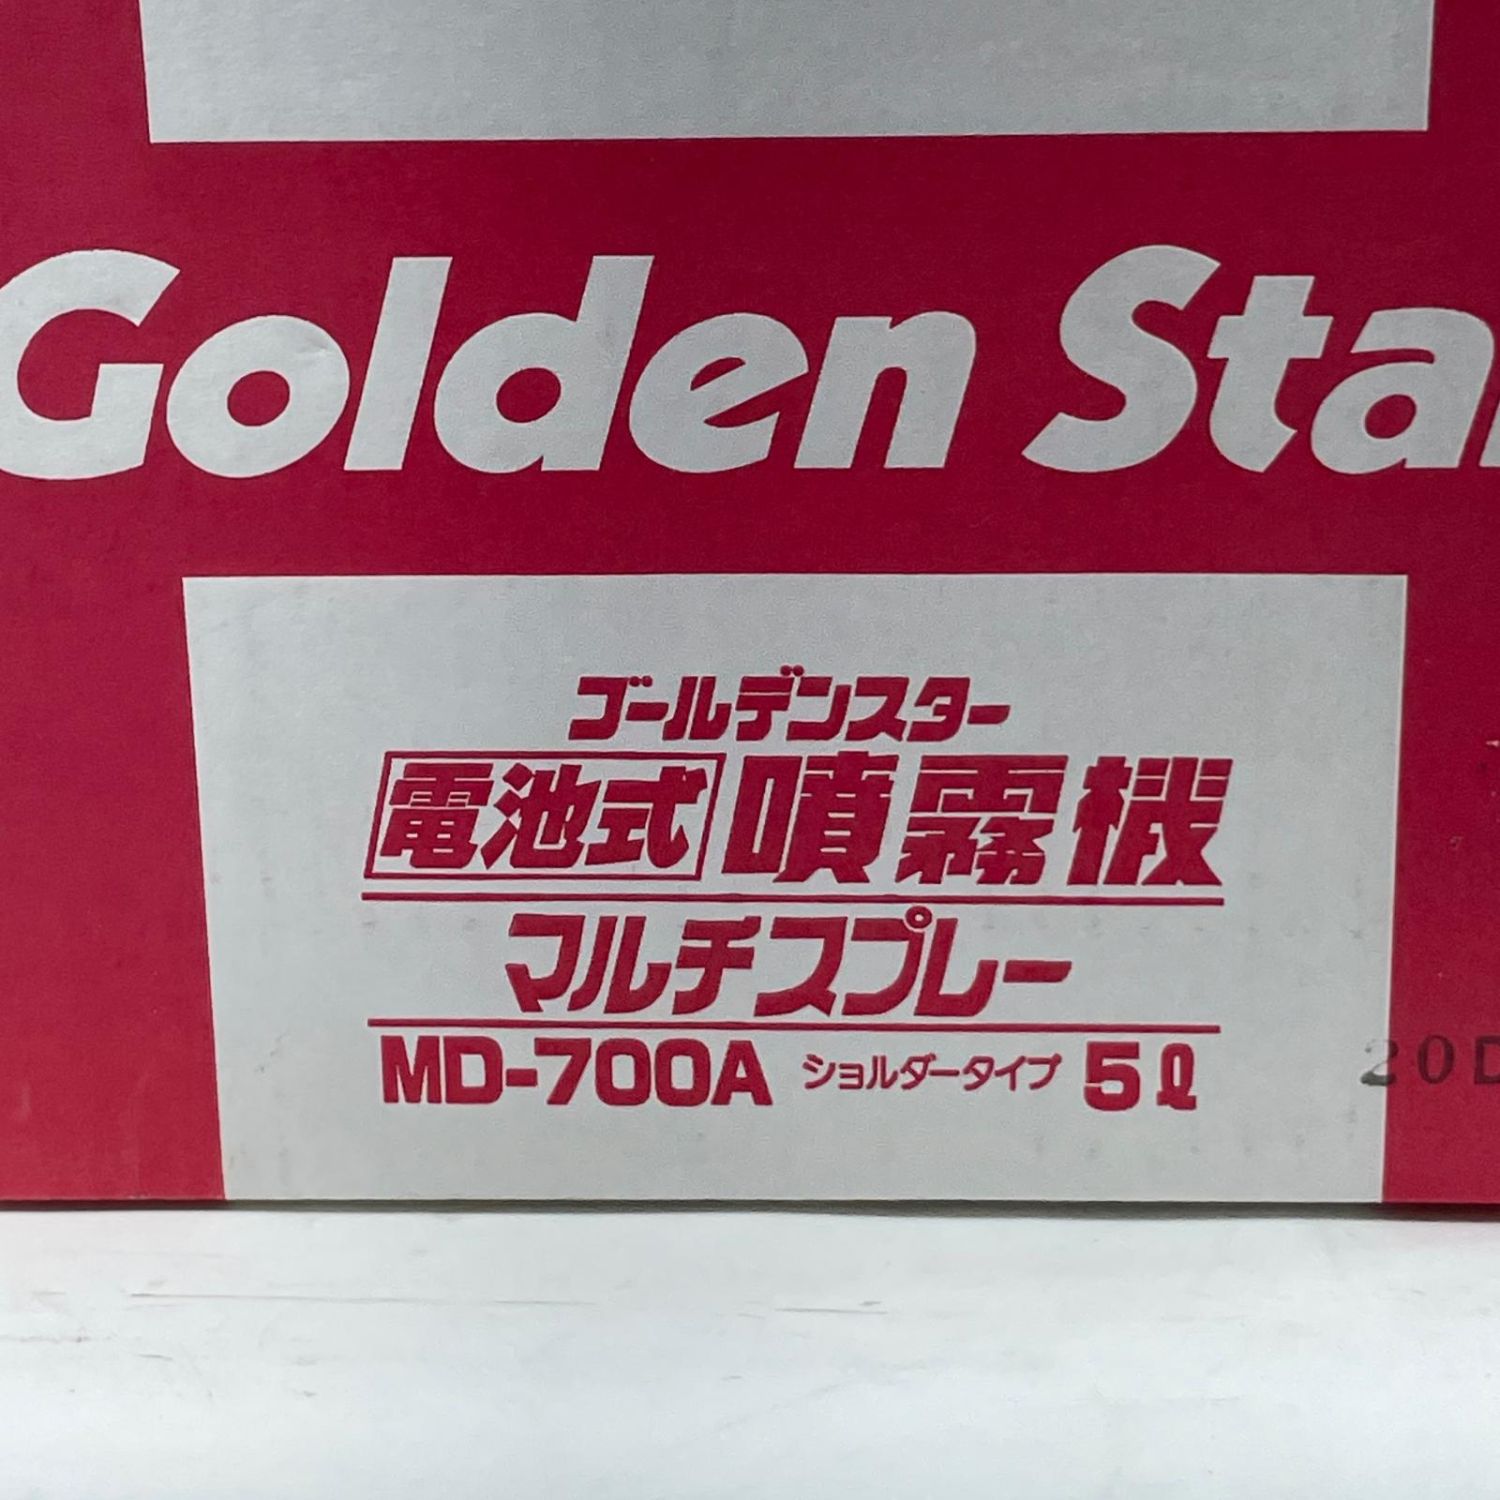 Golden Star
ゴールデンスター
電池式 噴霧機
マルチスプレー
MD-700A ショルダータイプ 5ℓ
20D